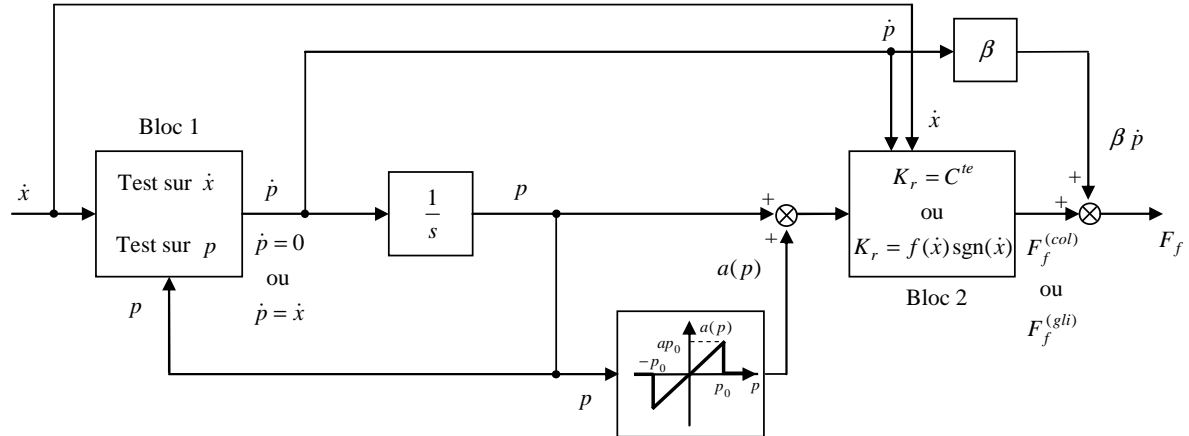 ṗ
β
ẋ
Bloc 1
β ṗ
ẋ
Test sur ẋ
Test sur p
ṗ
ṗ = 0
ou
ṗ = ẋ
1/s
p
+
+
a(p)
K_r = C^{te}
ou
K_r = f(ẋ) sgn(ẋ)
Bloc 2
+
+
F_f
F_f^{(col)}
ou
F_f^{(gli)}
p
p
a(p)
ap_0
−p_0
p_0
p